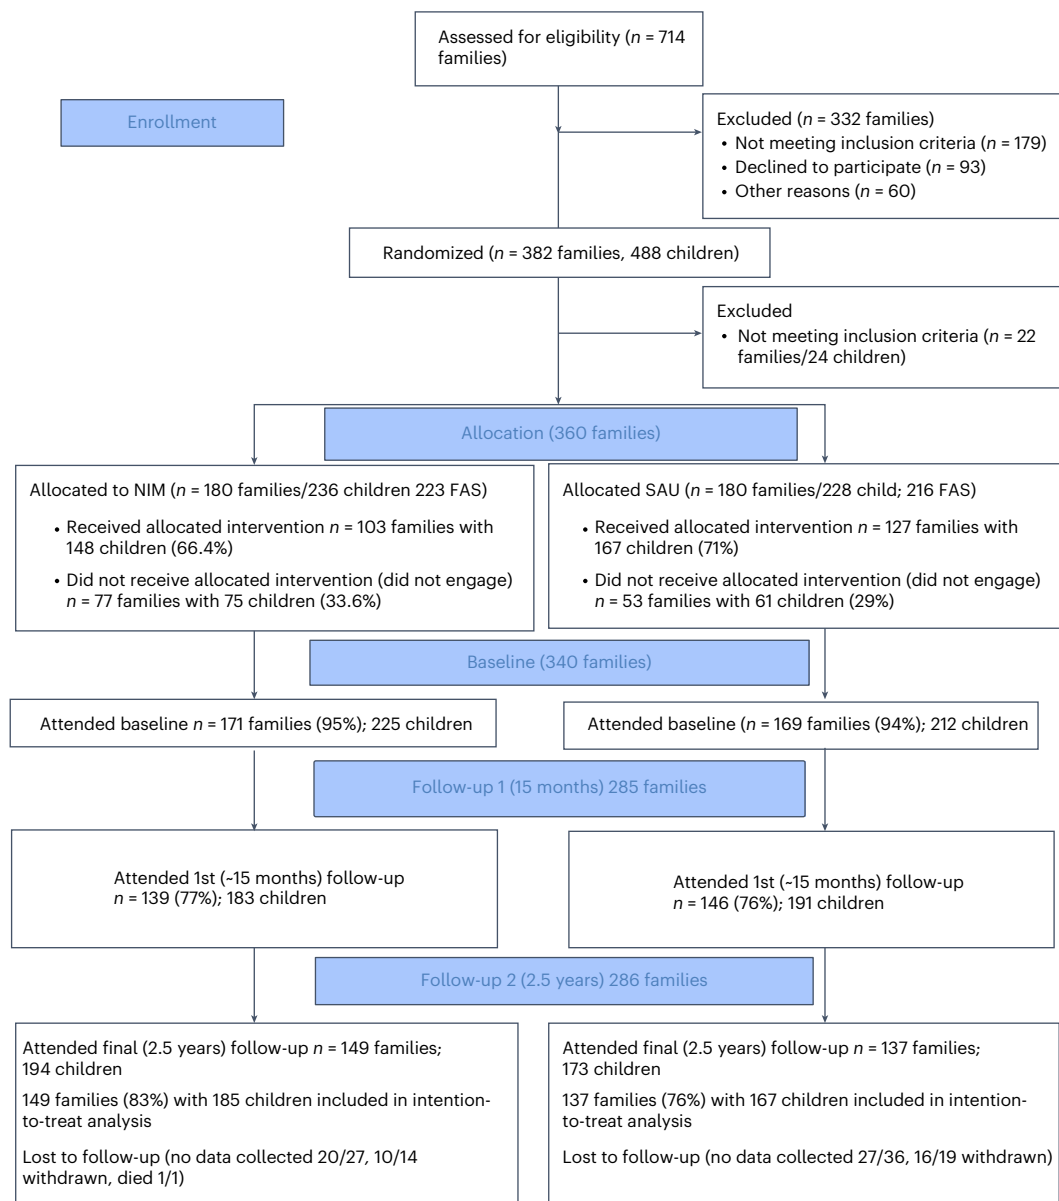 Assessed for eligibility (n = 714
families)
Enrollment
Excluded (n = 332 families)
• Not meeting inclusion criteria (n = 179)
• Declined to participate (n = 93)
• Other reasons (n = 60)
Randomized (n = 382 families, 488 children)
Excluded
• Not meeting inclusion criteria (n = 22
families/24 children)
Allocation (360 families)
Allocated to NIM (n = 180 families/236 children 223 FAS)
• Received allocated intervention n = 103 families with
148 children (66.4%)
• Did not receive allocated intervention (did not engage)
n = 77 families with 75 children (33.6%)
Allocated SAU (n = 180 families/228 child; 216 FAS)
• Received allocated intervention n = 127 families with
167 children (71%)
• Did not receive allocated intervention (did not engage)
n = 53 families with 61 children (29%)
Baseline (340 families)
Attended baseline n = 171 families (95%); 225 children
Attended baseline (n = 169 families (94%); 212 children
Follow-up 1 (15 months) 285 families
Attended 1st (~15 months) follow-up
n = 139 (77%); 183 children
Attended 1st (~15 months) follow-up
n = 146 (76%); 191 children
Follow-up 2 (2.5 years) 286 families
Attended final (2.5 years) follow-up n = 149 families;
194 children
149 families (83%) with 185 children included in intention-
to-treat analysis
Lost to follow-up (no data collected 20/27, 10/14
withdrawn, died 1/1)
Attended final (2.5 years) follow-up n = 137 families;
173 children
137 families (76%) with 167 children included in intention-
to-treat analysis
Lost to follow-up (no data collected 27/36, 16/19 withdrawn)